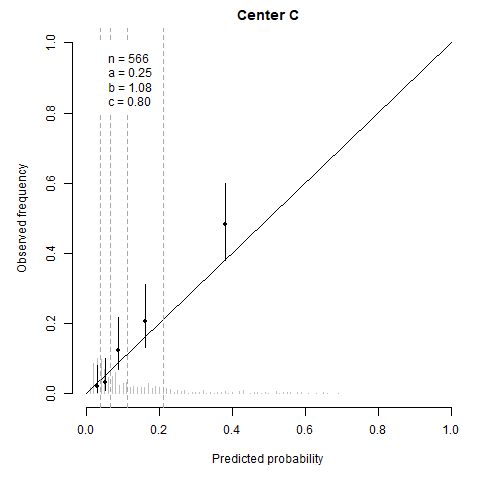 Center C
n = 566
a = 0.25
b = 1.08
c = 0.80
Observed frequency
1.0
0.8
0.6
0.4
0.2
0.0
0.0 0.2 0.4 0.6 0.8 1.0
Predicted probability